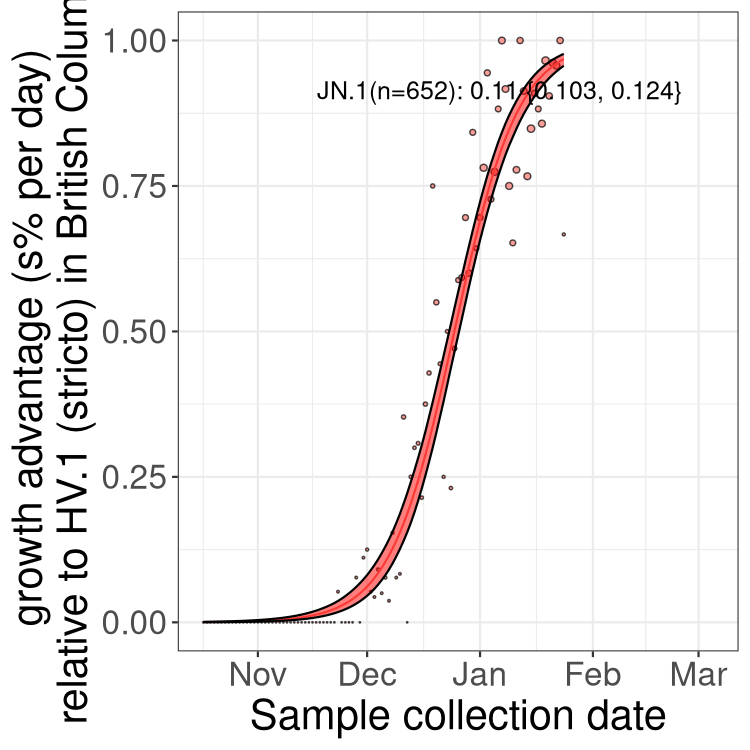 growth advantage (s% per day)
relative to HV.1 (stricto) in British Colum
1.00
0.75
0.50
0.25
0.00
JN.1(n=652): 0.11 {0.103, 0.124}
Nov Dec Jan Feb Mar
Sample collection date